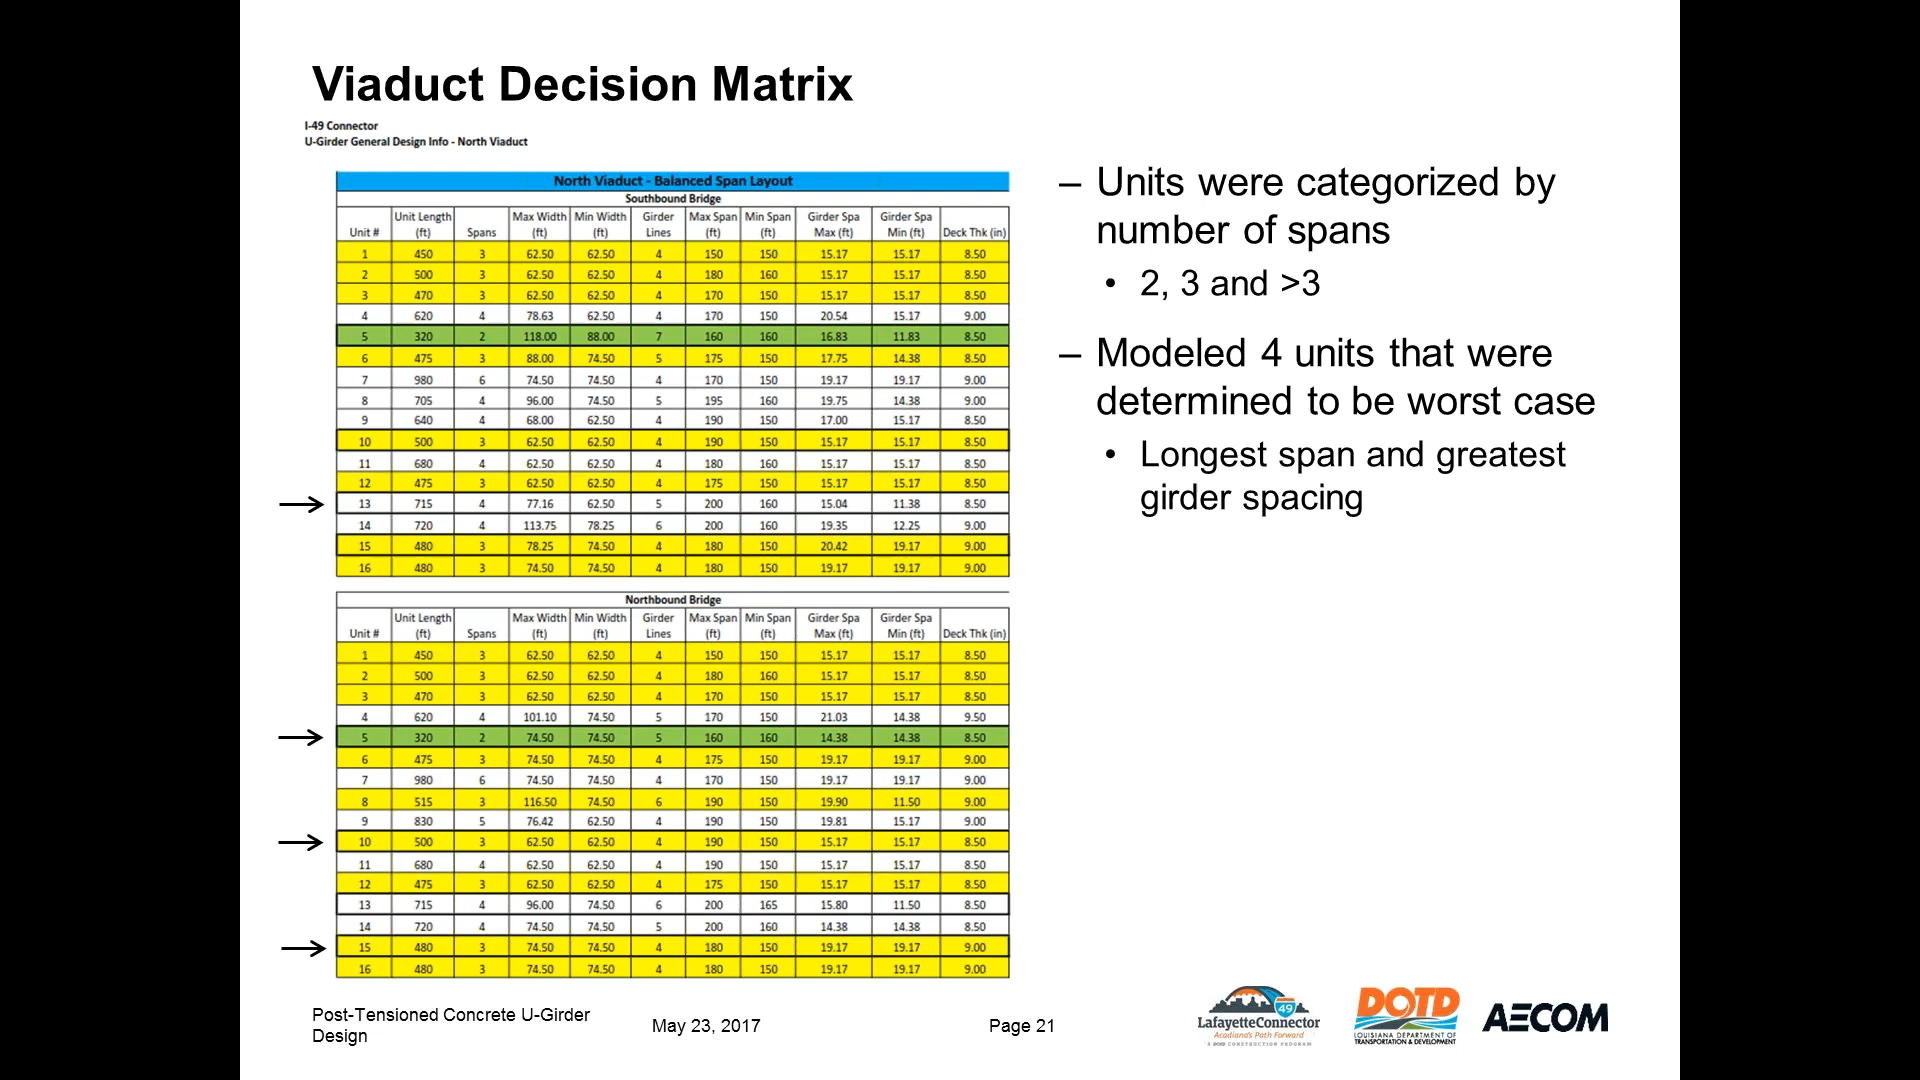 Viaduct Decision Matrix
I-49 Connector
U-Girder General Design Info - North Viaduct
North Viaduct - Balanced Span Layout
Southbound Bridge
Unit # Unit Length (ft) Spans Max Width (ft) Min Width (ft) Girder Lines Max Span (ft) Min Span (ft) Girder Spa Max (ft) Girder Spa Min (ft) Deck Thk (in)
1 450 3 62.50 62.50 4 150 150 15.17 15.17 8.50
2 500 3 62.50 62.50 4 180 160 15.17 15.17 8.50
3 470 3 62.50 62.50 4 170 150 15.17 15.17 8.50
4 620 4 78.63 62.50 4 170 150 20.54 15.17 9.00
5 320 2 118.00 88.00 7 160 160 16.83 11.83 8.50
6 475 3 88.00 74.50 5 175 150 17.75 14.38 8.50
7 980 6 74.50 74.50 4 170 150 19.17 19.17 9.00
8 705 4 96.00 74.50 5 195 160 19.75 14.38 9.00
9 640 4 68.00 62.50 4 190 150 17.00 15.17 8.50
10 500 3 62.50 62.50 4 190 150 15.17 15.17 8.50
11 680 4 62.50 62.50 4 180 160 15.17 15.17 8.50
12 475 3 62.50 62.50 4 175 150 15.17 15.17 8.50
13 715 4 77.16 62.50 5 200 160 15.04 11.38 8.50
14 720 4 113.75 78.25 6 200 160 19.35 12.25 9.00
15 480 3 78.25 74.50 4 180 150 20.42 19.17 9.00
16 480 3 74.50 74.50 4 180 150 19.17 19.17 9.00
Northbound Bridge
Unit # Unit Length (ft) Spans Max Width (ft) Min Width (ft) Girder Lines Max Span (ft) Min Span (ft) Girder Spa Max (ft) Girder Spa Min (ft) Deck Thk (in)
1 450 3 62.50 62.50 4 150 150 15.17 15.17 8.50
2 500 3 62.50 62.50 4 180 160 15.17 15.17 8.50
3 470 3 62.50 62.50 4 170 150 15.17 15.17 8.50
4 620 4 101.10 74.50 5 170 150 21.03 14.38 9.50
5 320 2 74.50 74.50 5 160 160 14.38 14.38 8.50
6 475 3 74.50 74.50 4 175 150 19.17 19.17 9.00
7 980 6 74.50 74.50 4 170 150 19.17 19.17 9.00
8 515 3 116.50 74.50 6 190 150 19.90 11.50 9.00
9 830 5 76.42 62.50 4 190 150 19.81 15.17 9.00
10 500 3 62.50 62.50 4 190 150 15.17 15.17 8.50
11 680 4 62.50 62.50 4 190 150 15.17 15.17 8.50
12 475 3 62.50 62.50 4 175 150 15.17 15.17 8.50
13 715 4 96.00 74.50 6 200 165 15.80 11.50 8.50
14 720 4 74.50 74.50 5 200 160 14.38 14.38 8.50
15 480 3 74.50 74.50 4 180 150 19.17 19.17 9.00
16 480 3 74.50 74.50 4 180 150 19.17 19.17 9.00
– Units were categorized by
number of spans
• 2, 3 and >3
– Modeled 4 units that were
determined to be worst case
• Longest span and greatest
girder spacing
Post-Tensioned Concrete U-Girder
Design
May 23, 2017
Page 21
49
LafayetteConnector
Acadiana's Path Forward
A DOTD CONSTRUCTION PROGRAM
DOTD
LOUISIANA DEPARTMENT OF
TRANSPORTATION & DEVELOPMENT
AECOM